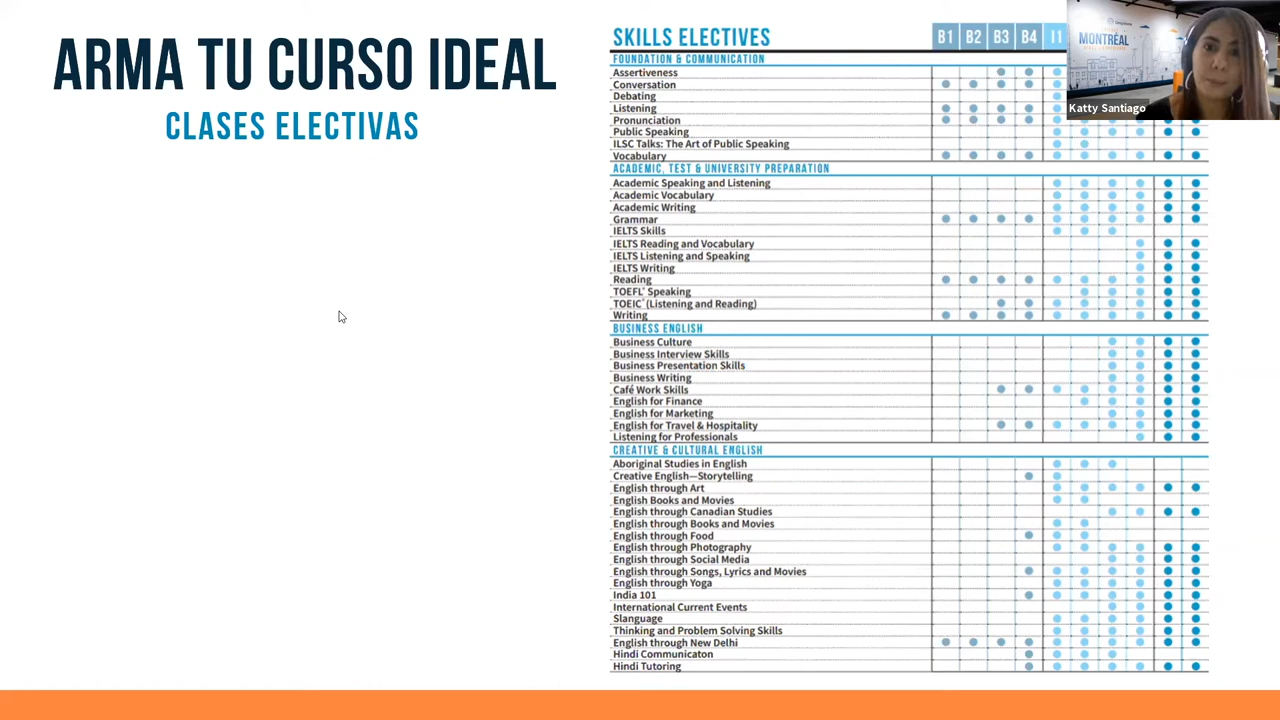 ARMA TU CURSO IDEAL
CLASES ELECTIVAS
SKILLS ELECTIVES B1 B2 B3 B4 I1
FOUNDATION & COMMUNICATION
Assertiveness
Conversation
Debating
Listening
Pronunciation
Public Speaking
ILSC Talks: The Art of Public Speaking
Vocabulary
ACADEMIC, TEST & UNIVERSITY PREPARATION
Academic Speaking and Listening
Academic Vocabulary
Academic Writing
Grammar
IELTS Skills
IELTS Reading and Vocabulary
IELTS Listening and Speaking
IELTS Writing
Reading
TOEFL® Speaking
TOEIC® (Listening and Reading)
Writing
BUSINESS ENGLISH
Business Culture
Business Interview Skills
Business Presentation Skills
Business Writing
Café Work Skills
English for Finance
English for Marketing
English for Travel & Hospitality
Listening for Professionals
CREATIVE & CULTURAL ENGLISH
Aboriginal Studies in English
Creative English—Storytelling
English through Art
English Books and Movies
English through Canadian Studies
English through Books and Movies
English through Food
English through Photography
English through Social Media
English through Songs, Lyrics and Movies
English through Yoga
India 101
International Current Events
Slanguage
Thinking and Problem Solving Skills
English through New Delhi
Hindi Communicaton
Hindi Tutoring
MONTRÉAL
Katty Santiago